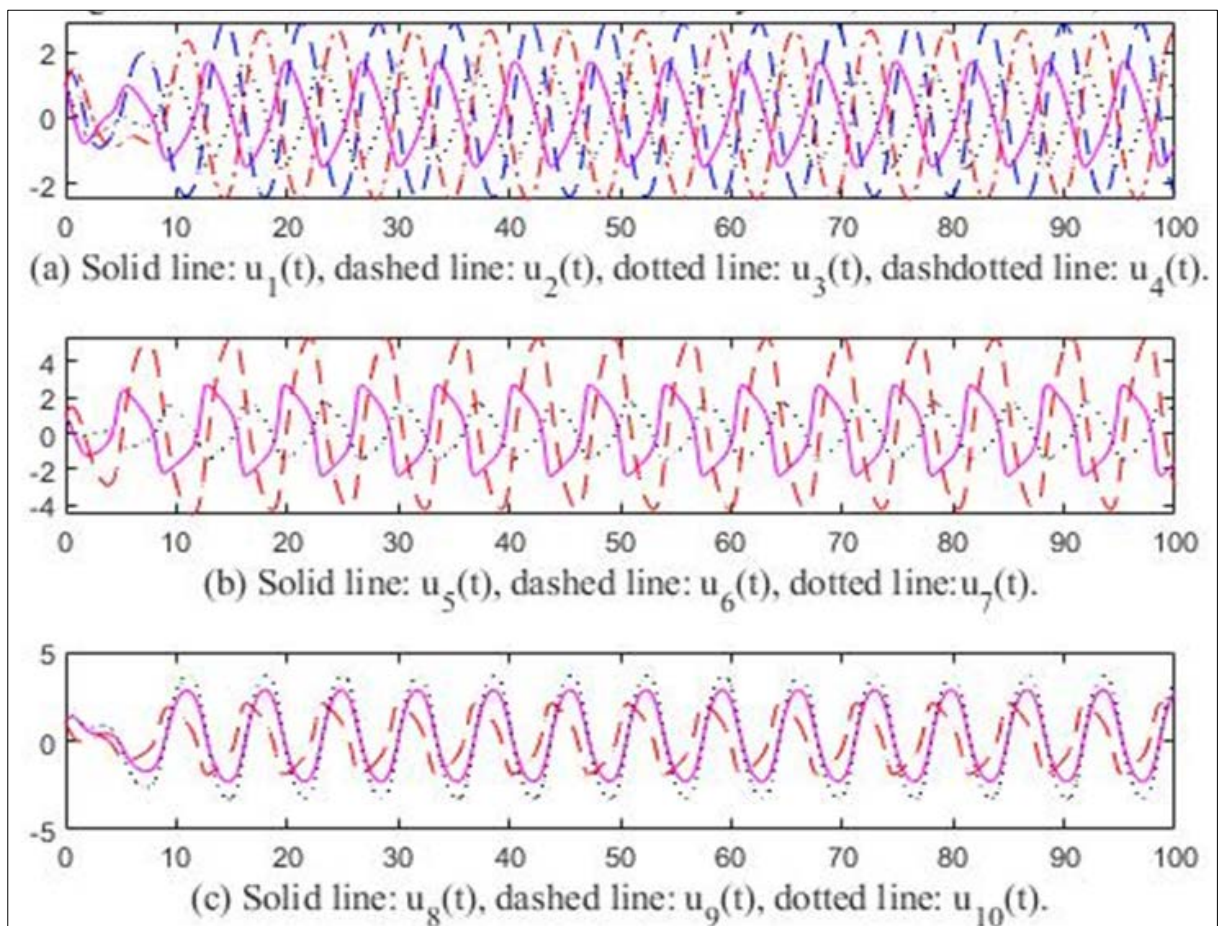 2
0
-2
0 10 20 30 40 50 60 70 80 90 100
(a) Solid line: u1(t), dashed line: u2(t), dotted line: u3(t), dashdotted line: u4(t).
4
2
0
-2
-4
0 10 20 30 40 50 60 70 80 90 100
(b) Solid line: u5(t), dashed line: u6(t), dotted line:u7(t).
5
0
-5
0 10 20 30 40 50 60 70 80 90 100
(c) Solid line: u8(t), dashed line: u9(t), dotted line: u10(t).